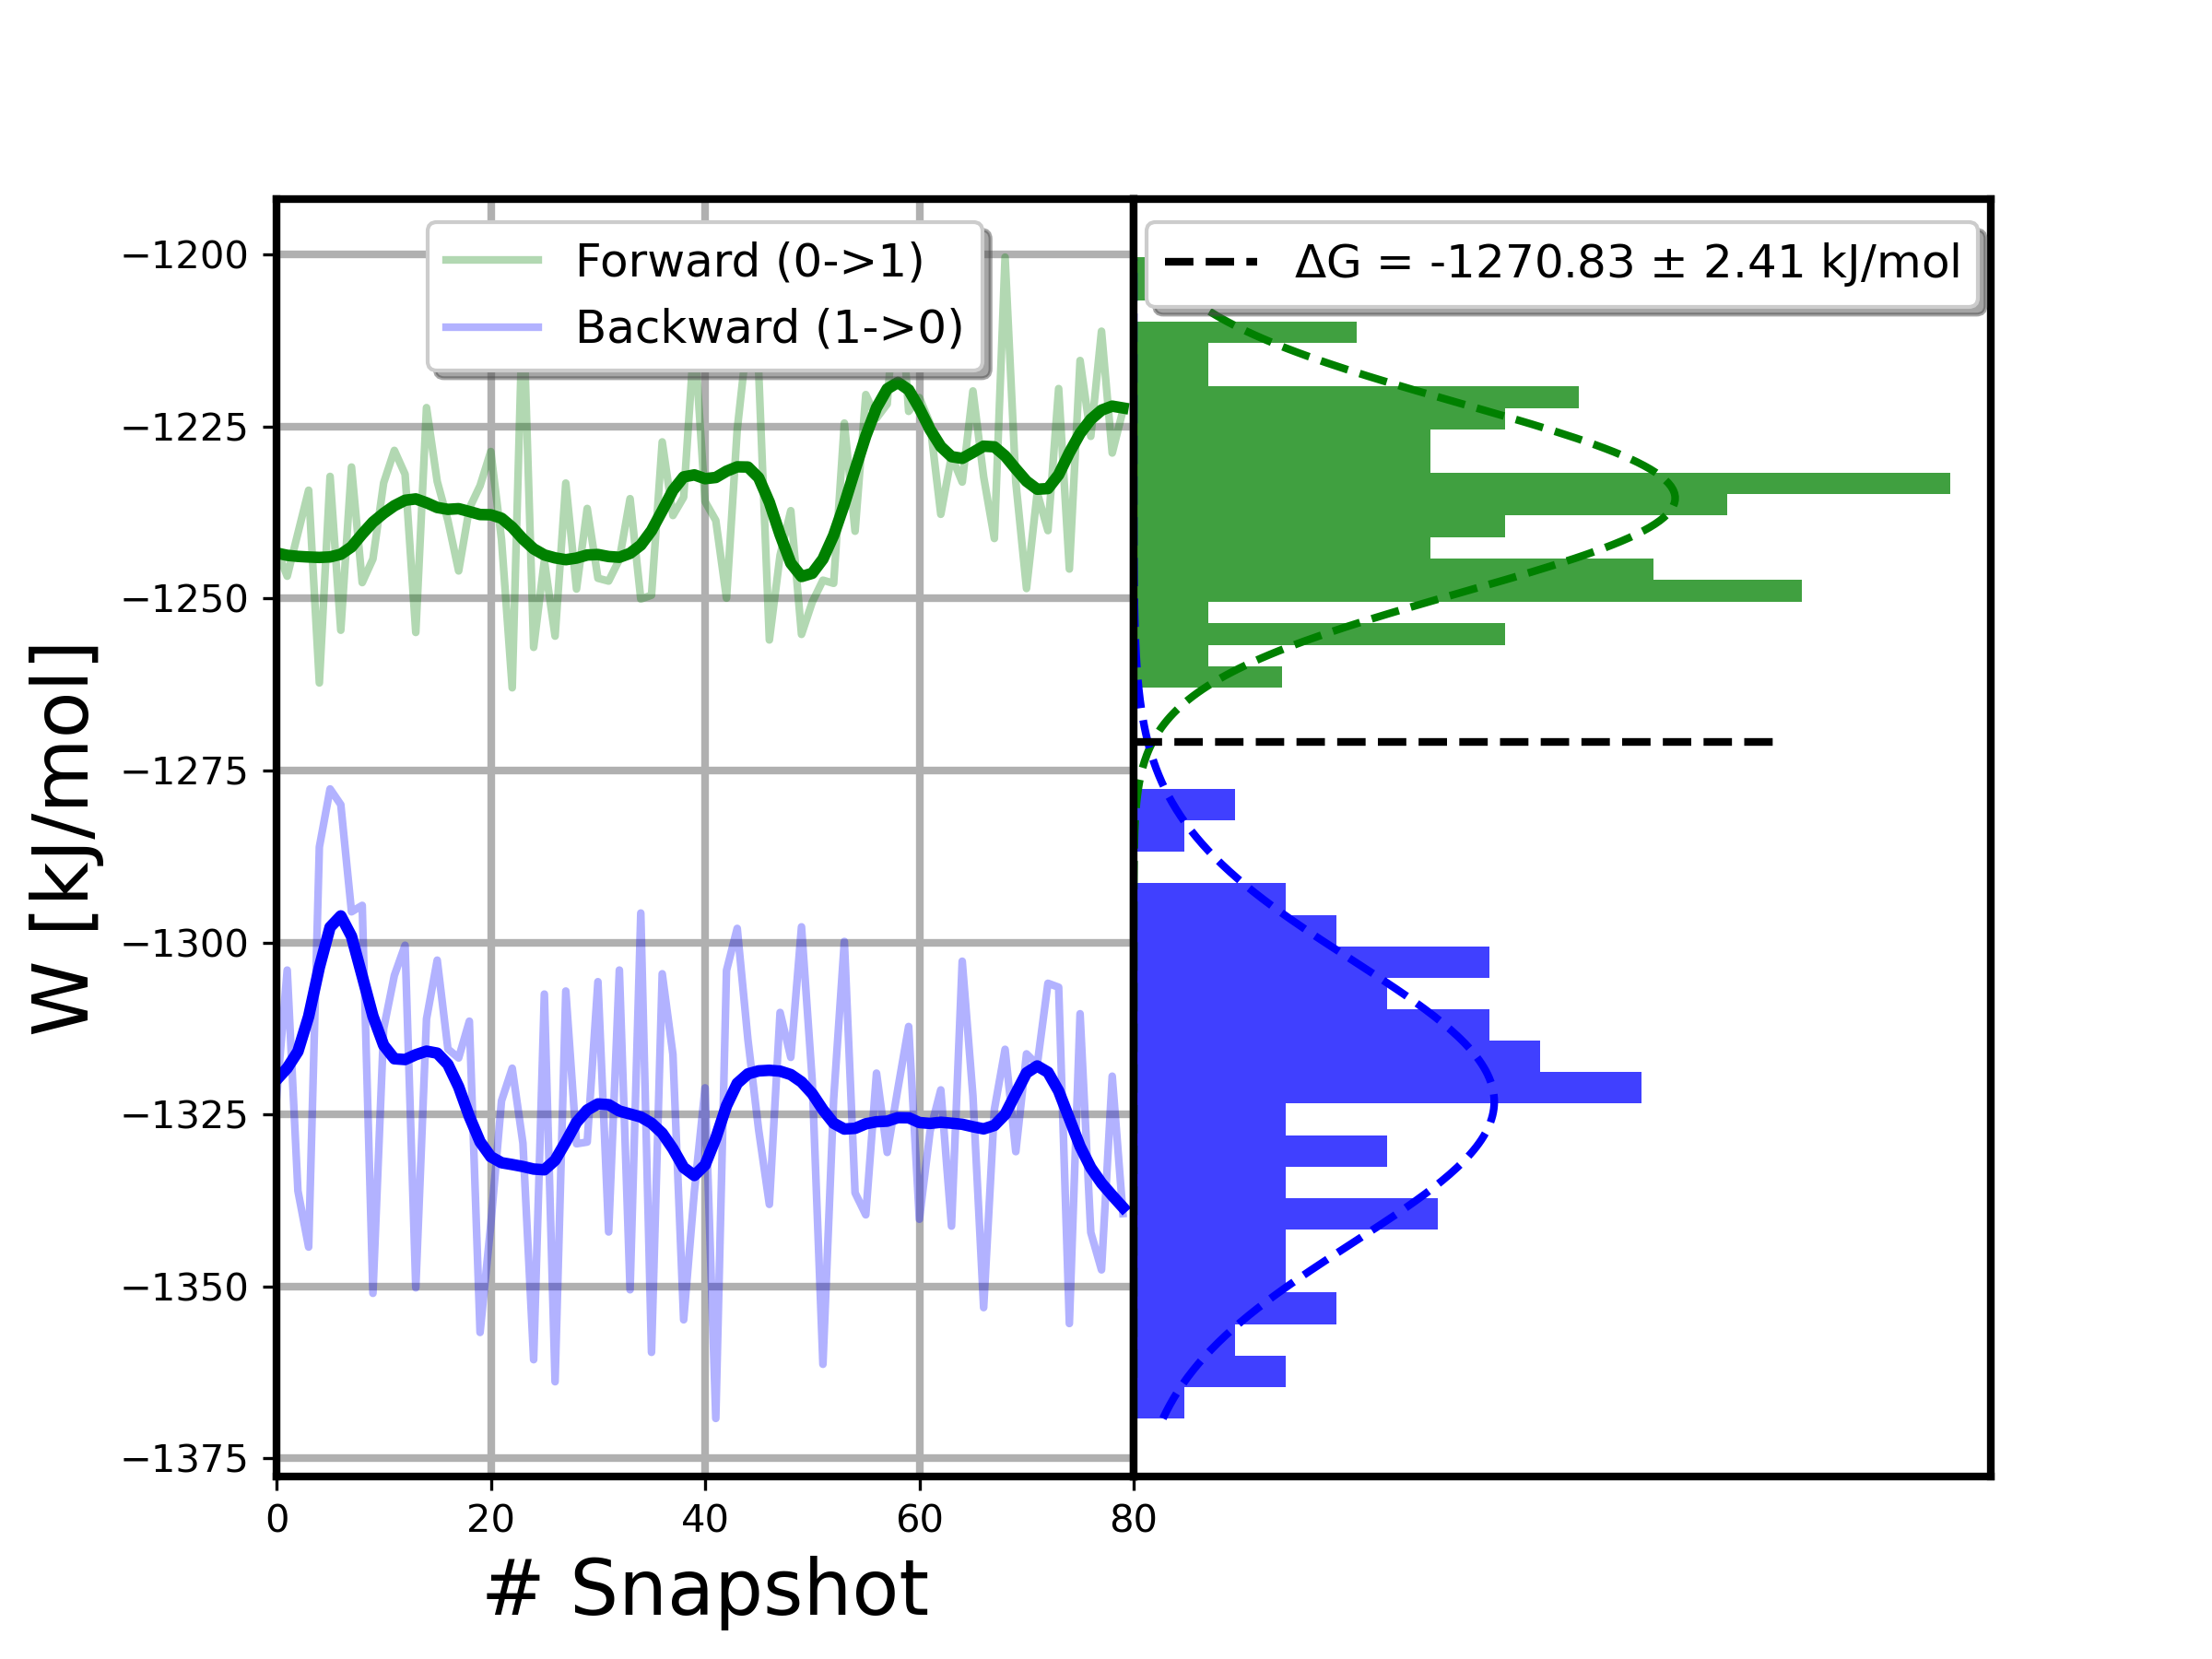 Forward (0->1)
Backward (1->0)
ΔG = -1270.83 ± 2.41 kJ/mol
W [kJ/mol]
−1200
−1225
−1250
−1275
−1300
−1325
−1350
−1375
0 20 40 60 80
# Snapshot